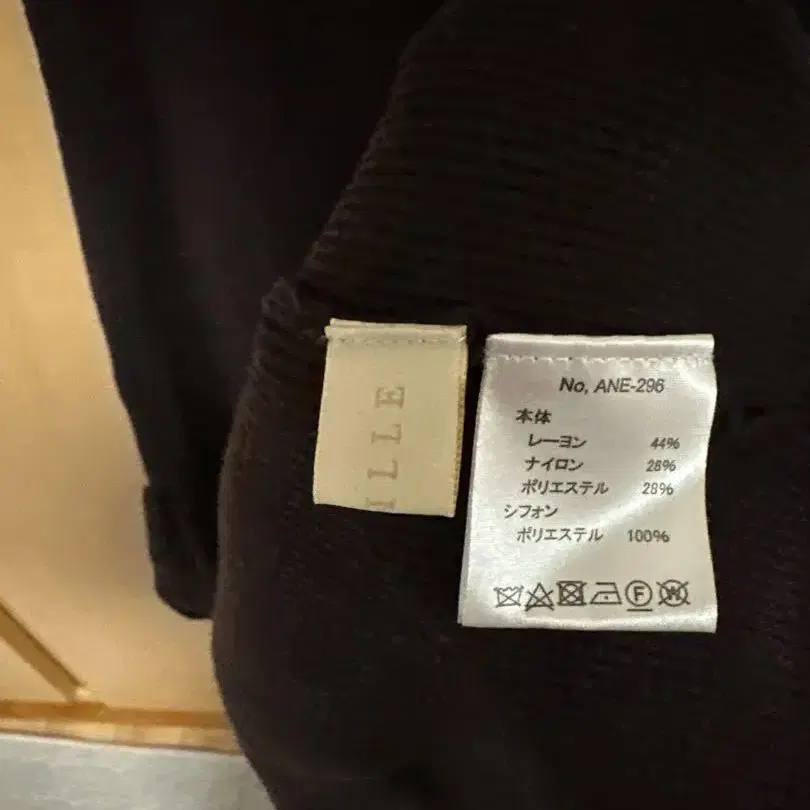 ILLE
No, ANE-296
本体
レーヨン 44%
ナイロン 28%
ポリエステル 28%
シフォン
ポリエステル 100%
F W